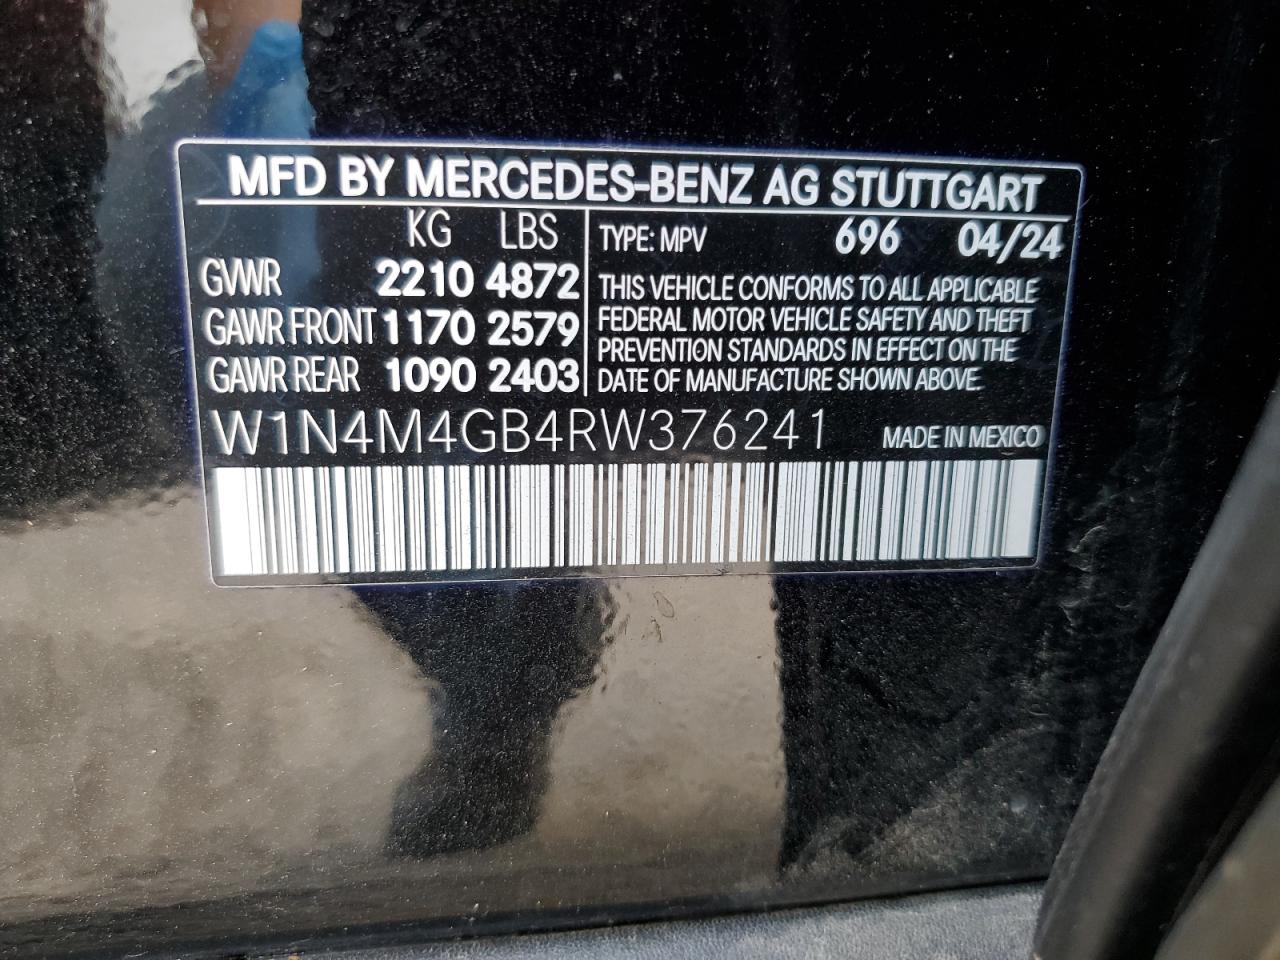 MFD BY MERCEDES-BENZ AG STUTTGART
KG LBS
GVWR 2210 4872
GAWR FRONT 1170 2579
GAWR REAR 1090 2403
TYPE: MPV 696 04/24
THIS VEHICLE CONFORMS TO ALL APPLICABLE
FEDERAL MOTOR VEHICLE SAFETY AND THEFT
PREVENTION STANDARDS IN EFFECT ON THE
DATE OF MANUFACTURE SHOWN ABOVE.
W1N4M4GB4RW376241 MADE IN MEXICO